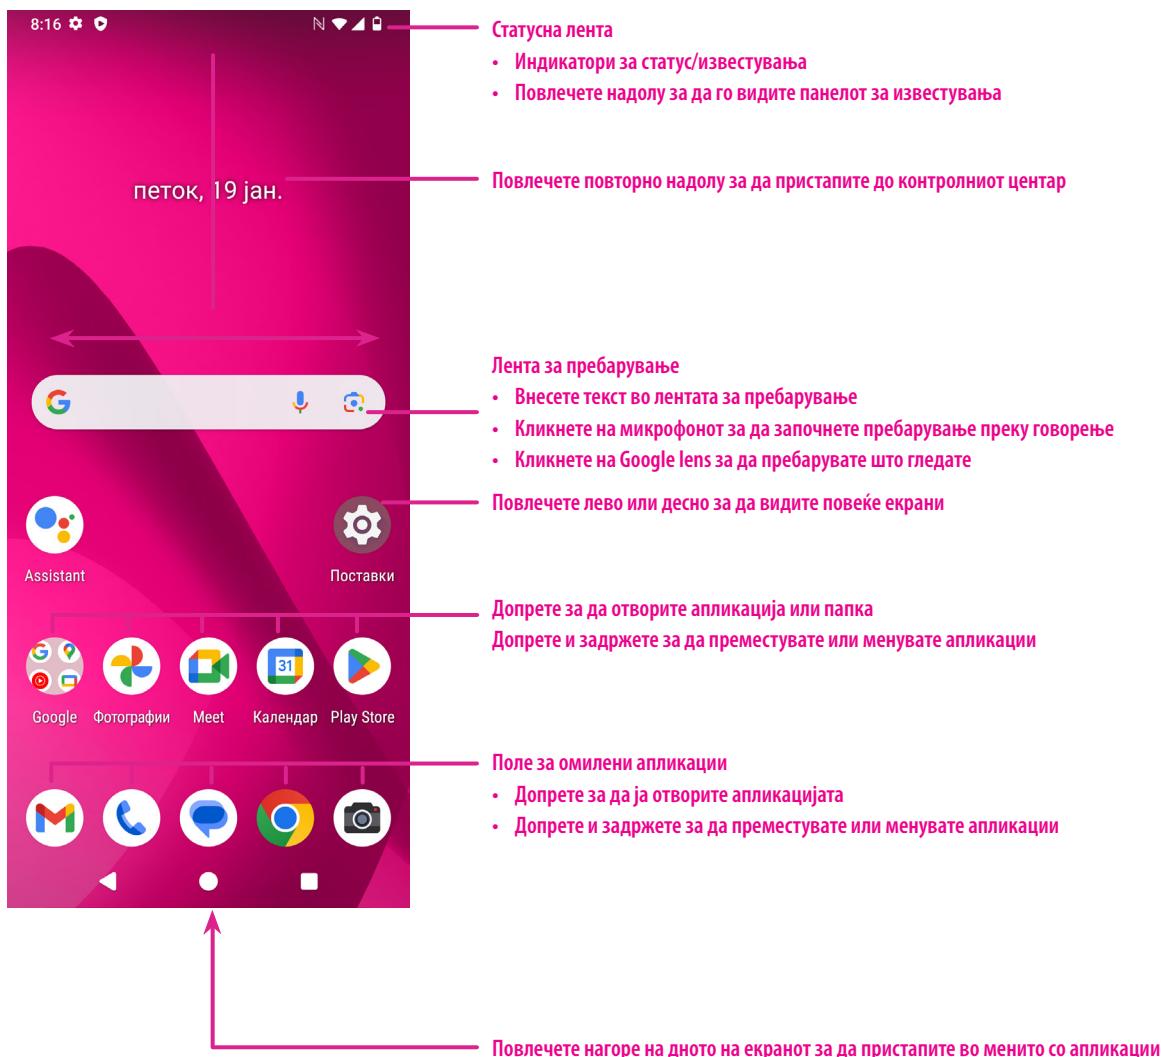 8:16
Статусна лента
• Индикатори за статус/известувања
• Повлечете надолу за да го видите панелот за известувања
петок, 19 јан.
Повлечете повторно надолу за да пристапите до контролниот центар
Лента за пребарување
• Внесете текст во лентата за пребарување
• Кликнете на микрофонот за да започнете пребарување преку говорење
• Кликнете на Google lens за да пребарувате што гледате
Повлечете лево или десно за да видите повеќе екрани
Assistant
Поставки
Допрете за да отворите апликација или папка
Допрете и задржете за да преместувате или менувате апликации
31
Google Фотографии Meet Календар Play Store
Поле за омилени апликации
• Допрете за да ја отворите апликацијата
• Допрете и задржете за да преместувате или менувате апликации
Повлечете нагоре на дното на екранот за да пристапите во менито со апликации